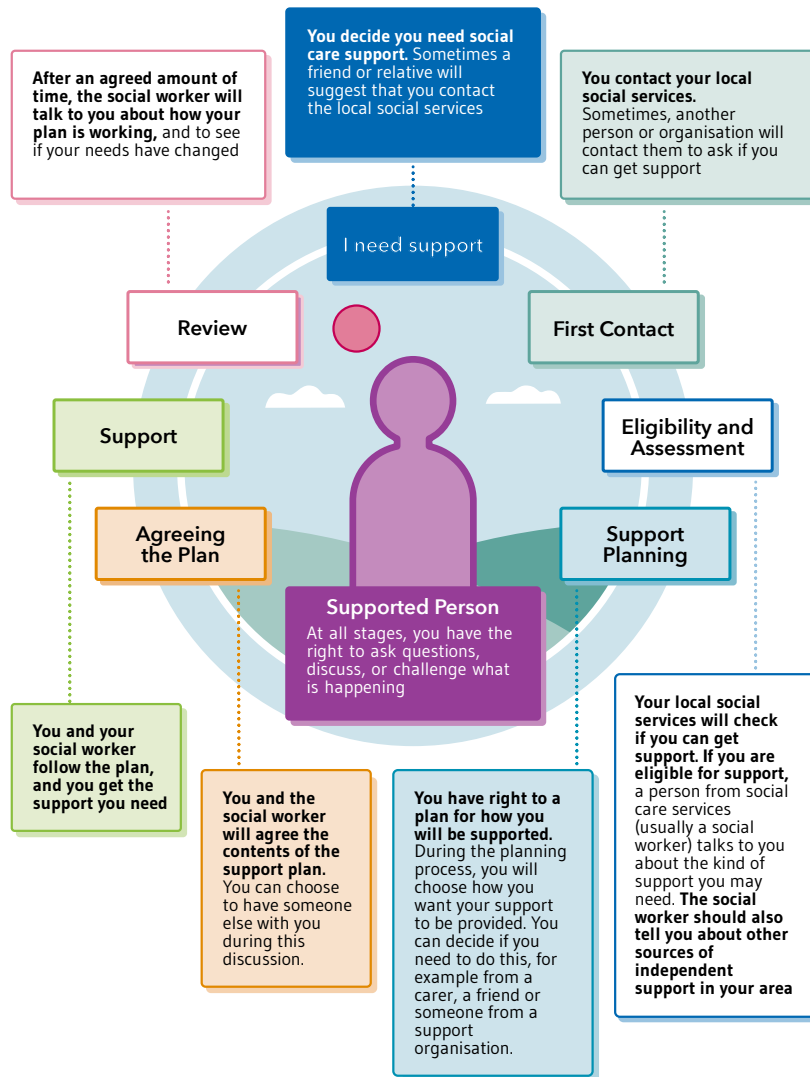 You decide you need social
care support. Sometimes a
friend or relative will
suggest that you contact
the local social services
I need support
You contact your local
social services.
Sometimes, another
person or organisation will
contact them to ask if you
can get support
First Contact
Eligibility and
Assessment
Your local social
services will check
if you can get
support. If you are
eligible for support,
a person from social
care services
(usually a social
worker) talks to you
about the kind of
support you may
need. The social
worker should also
tell you about other
sources of
independent
support in your area
Support
Planning
You have right to a
plan for how you
will be supported.
During the planning
process, you will
choose how you
want your support
to be provided. You
can decide if you
need to do this, for
example from a
carer, a friend or
someone from a
support
organisation.
Agreeing
the Plan
You and the
social worker
will agree the
contents of the
support plan.
You can choose
to have someone
else with you
during this
discussion.
Support
You and your
social worker
follow the plan,
and you get the
support you need
Review
After an agreed amount of
time, the social worker will
talk to you about how your
plan is working, and to see
if your needs have changed
Supported Person
At all stages, you have the
right to ask questions,
discuss, or challenge what
is happening